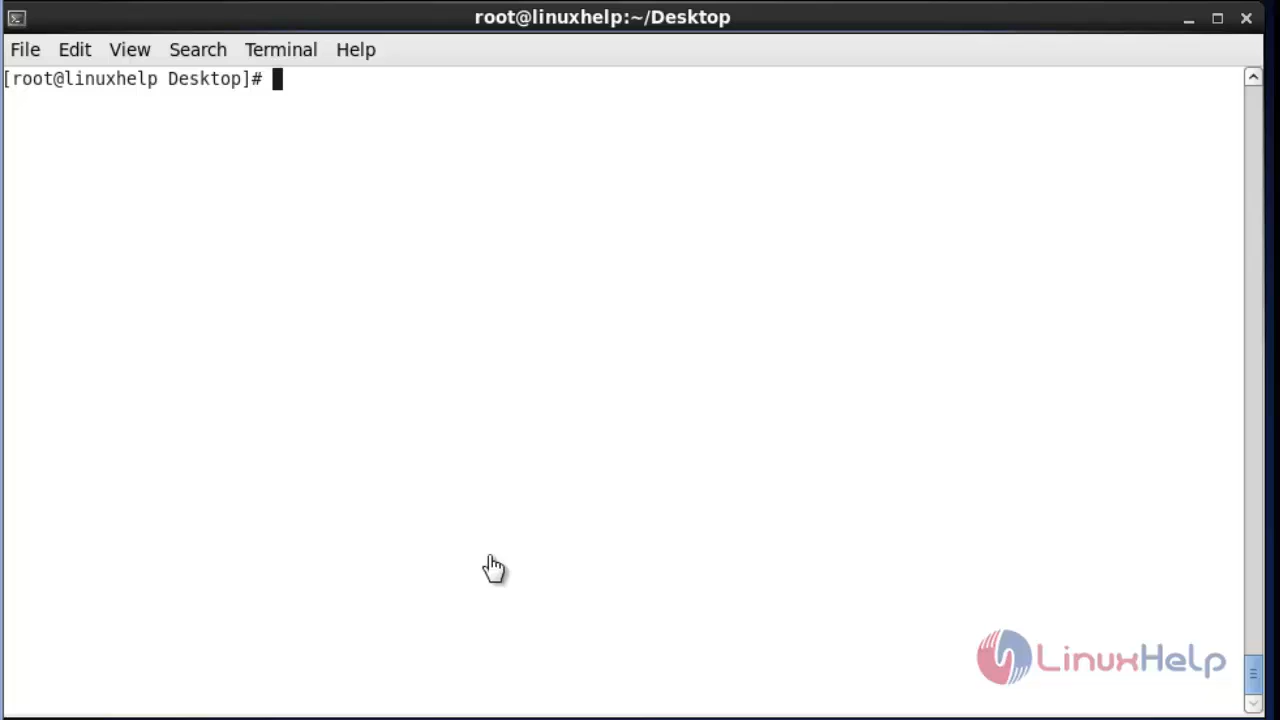 root@linuxhelp:~/Desktop
File Edit View Search Terminal Help
[root@linuxhelp Desktop]#
LinuxHelp